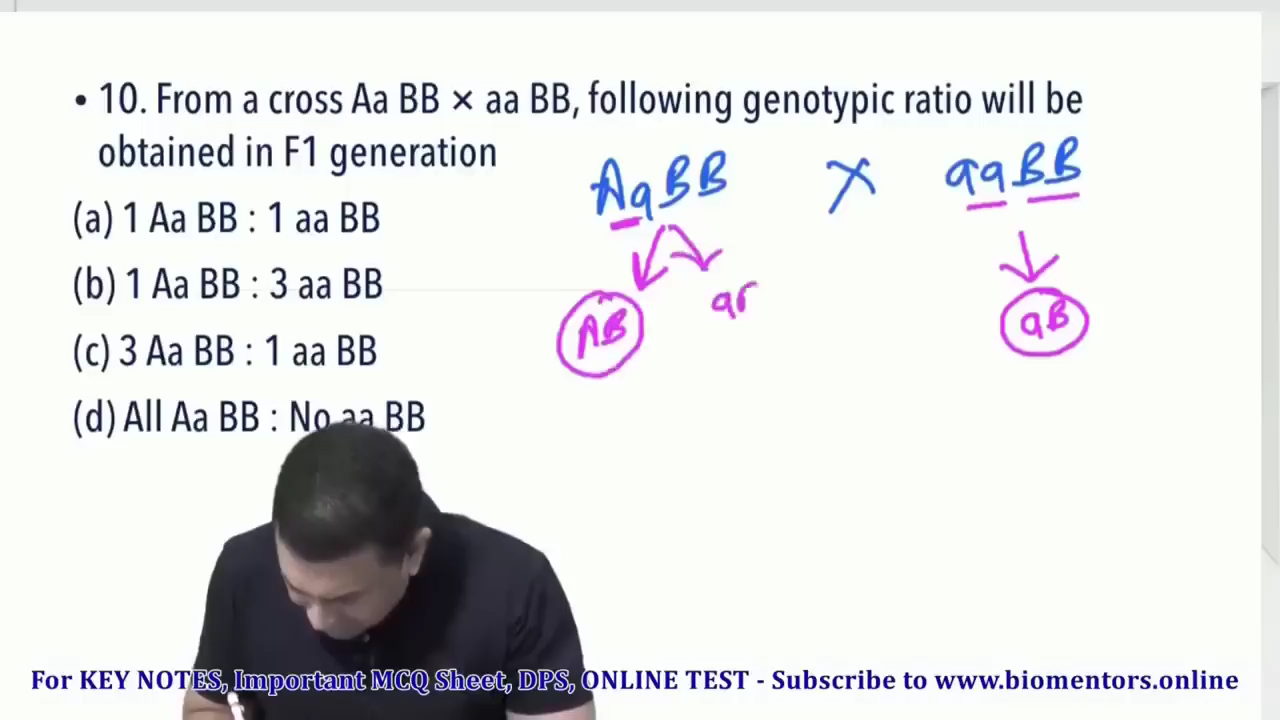 • 10. From a cross Aa BB × aa BB, following genotypic ratio will be
obtained in F1 generation
AaBB X aaBB
(a) 1 Aa BB : 1 aa BB
(b) 1 Aa BB : 3 aa BB
AB
aB
(c) 3 Aa BB : 1 aa BB
(d) All Aa BB : No aa BB
For KEY NOTES, Important MCQ Sheet, DPS, ONLINE TEST - Subscribe to www.biomentors.online